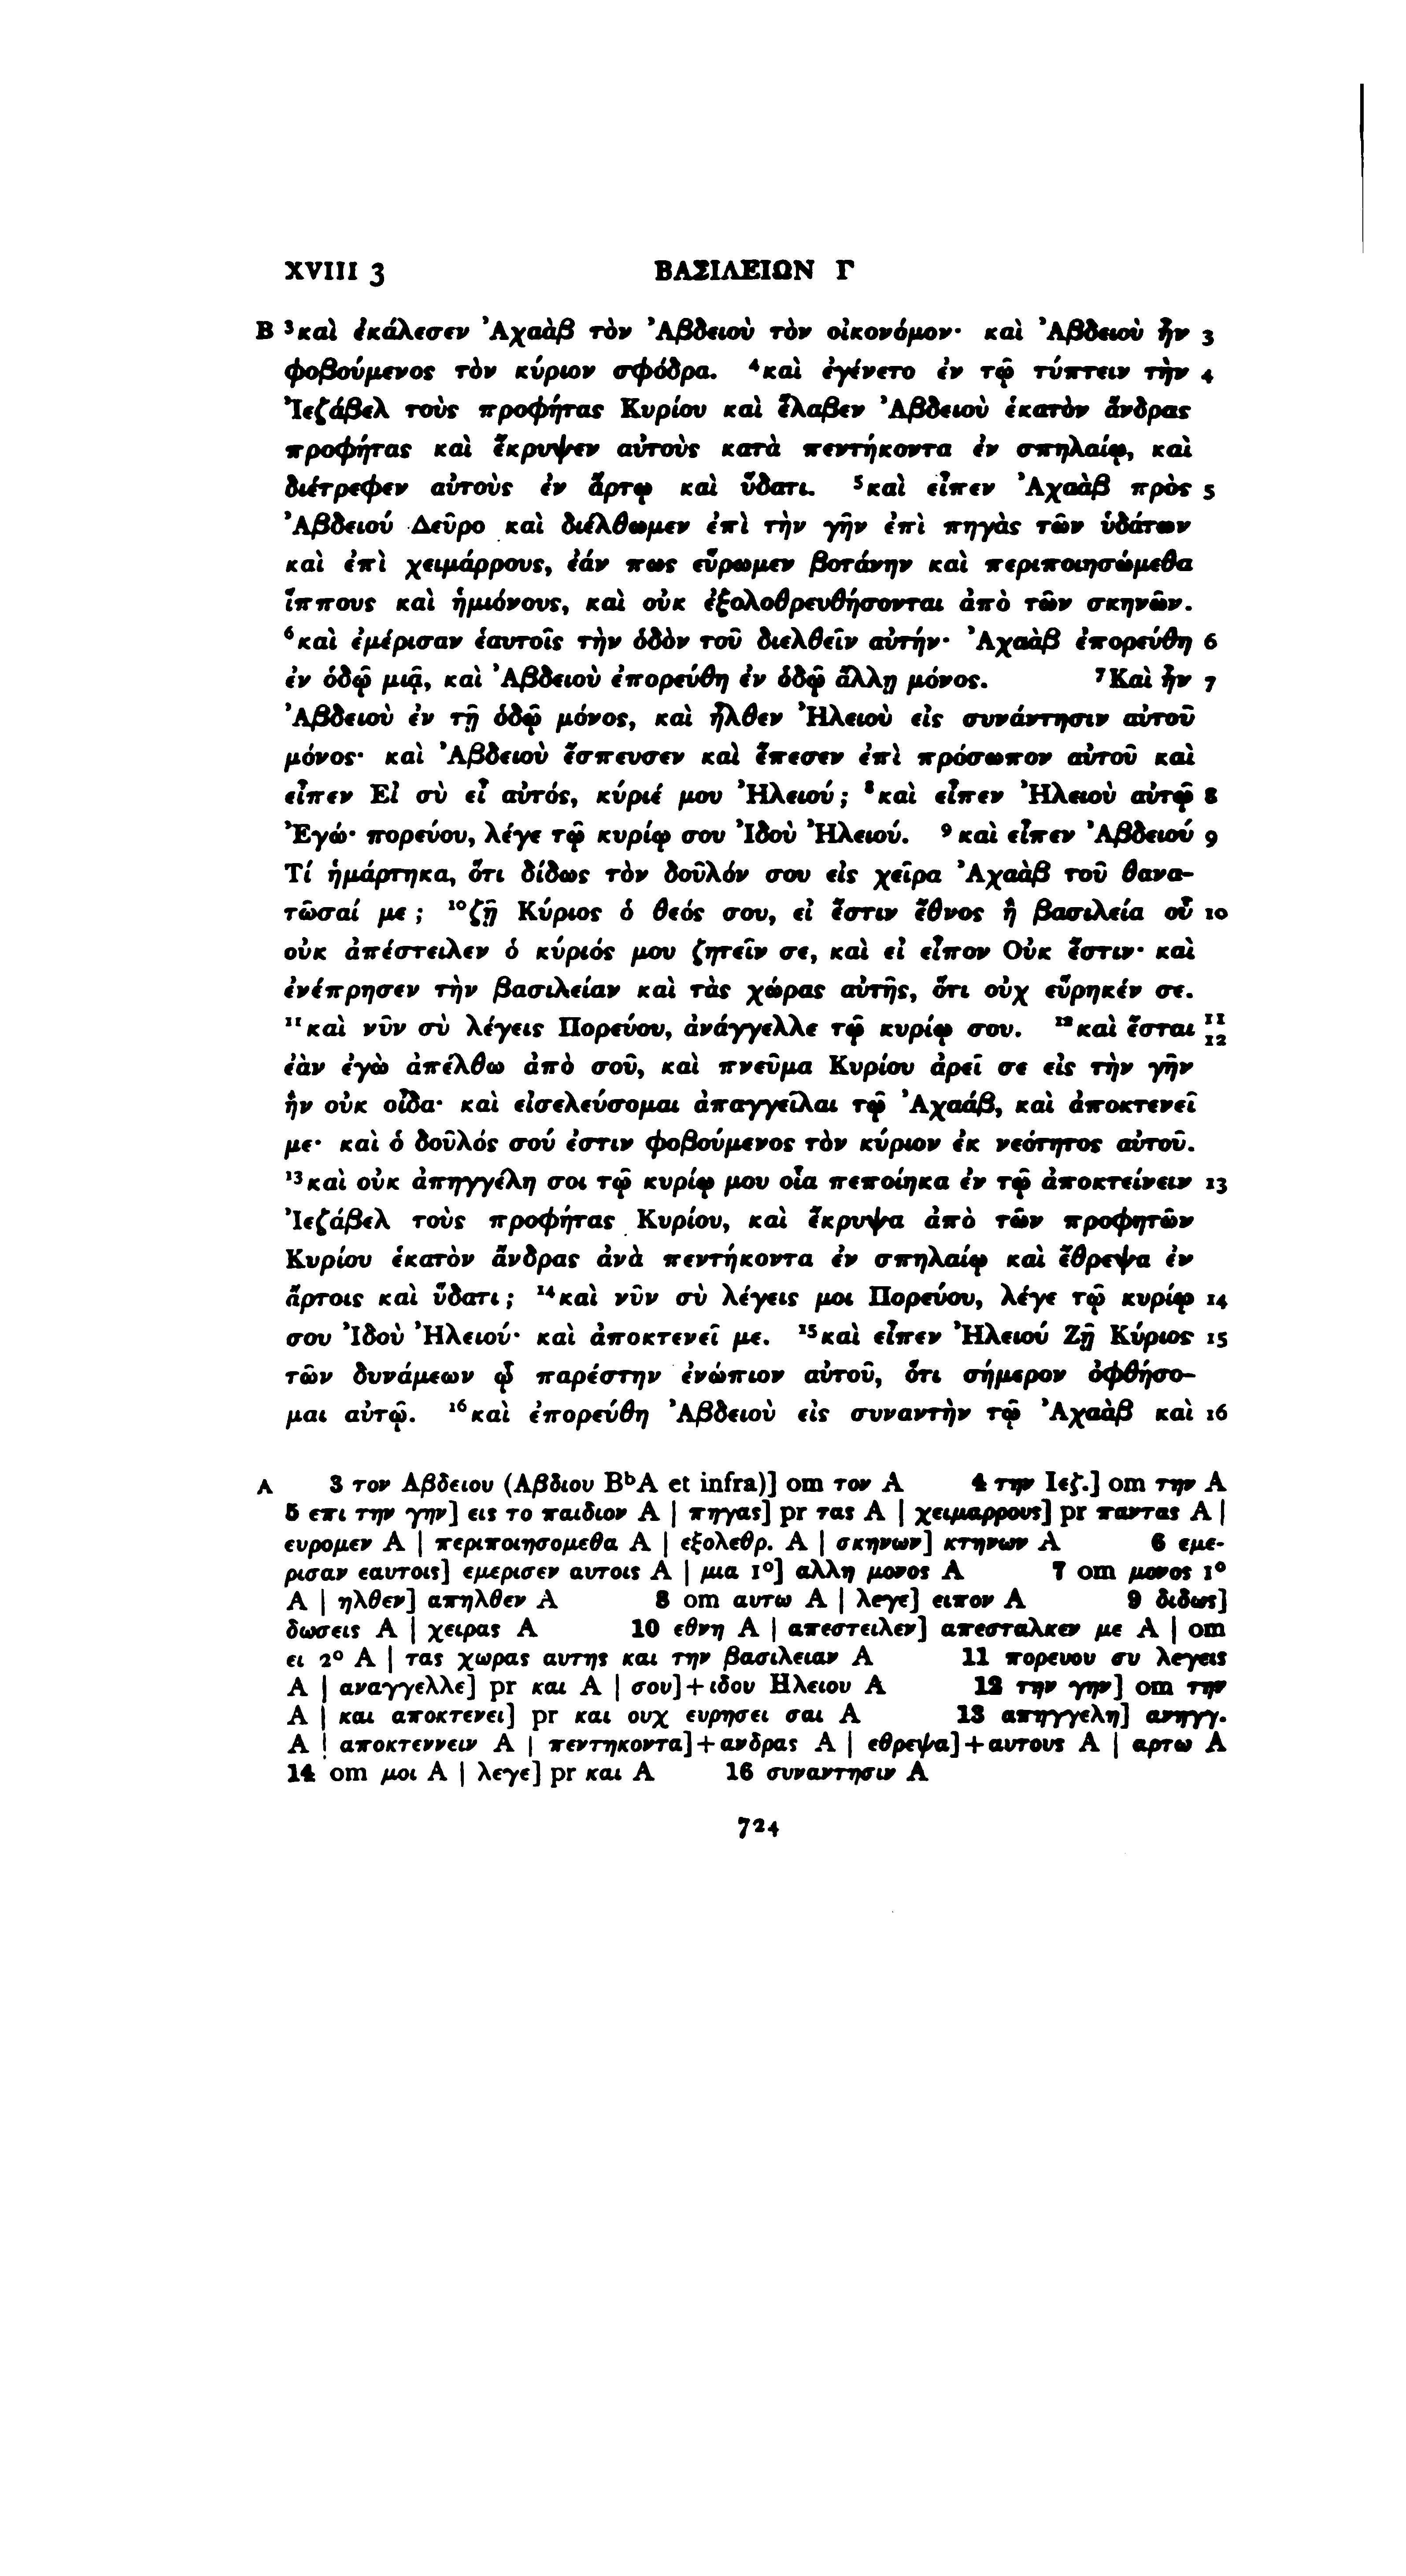 XVIII 3 ΒΑΣΙΛΕΙΩΝ Γ
B ³καὶ ἐκάλεσεν Ἀχαὰβ τὸν Ἀβδειοὺ τὸν οἰκονόμον· καὶ Ἀβδειοὺ ἦν 3
φοβούμενος τὸν κύριον σφόδρα. ⁴καὶ ἐγένετο ἐν τῷ τύπτειν τὴν 4
Ἰεζάβελ τοὺς προφήτας Κυρίου καὶ ἔλαβεν Ἀβδειοὺ ἑκατὸν ἄνδρας
προφήτας καὶ ἔκρυψεν αὐτοὺς κατὰ πεντήκοντα ἐν σπηλαίῳ, καὶ
διέτρεφεν αὐτοὺς ἐν ἄρτῳ καὶ ὕδατι. ⁵καὶ εἶπεν Ἀχαὰβ πρὸς 5
Ἀβδειού Δεῦρο καὶ διέλθωμεν ἐπὶ τὴν γῆν ἐπὶ πηγὰς τῶν ὑδάτων
καὶ ἐπὶ χειμάρρους, ἐάν πως εὕρωμεν βοτάνην καὶ περιποιησώμεθα
ἵππους καὶ ἡμιόνους, καὶ οὐκ ἐξολοθρευθήσονται ἀπὸ τῶν σκηνῶν.
⁶καὶ ἐμέρισαν ἑαυτοῖς τὴν ὁδὸν τοῦ διελθεῖν αὐτήν· Ἀχαὰβ ἐπορεύθη 6
ἐν ὁδῷ μιᾷ, καὶ Ἀβδειοὺ ἐπορεύθη ἐν ὁδῷ ἄλλῃ μόνος. ⁷Καὶ ἦν 7
Ἀβδειοὺ ἐν τῇ ὁδῷ μόνος, καὶ ἦλθεν Ἠλειοὺ εἰς συνάντησιν αὐτοῦ
μόνος· καὶ Ἀβδειοὺ ἔσπευσεν καὶ ἔπεσεν ἐπὶ πρόσωπον αὐτοῦ καὶ
εἶπεν Εἰ σὺ εἶ αὐτός, κύριέ μου Ἠλειού; ⁸καὶ εἶπεν Ἠλειοὺ αὐτῷ 8
Ἐγώ· πορεύου, λέγε τῷ κυρίῳ σου Ἰδοὺ Ἠλειού. ⁹καὶ εἶπεν Ἀβδειού 9
Τί ἡμάρτηκα, ὅτι δίδως τὸν δοῦλόν σου εἰς χεῖρα Ἀχαὰβ τοῦ θανα-
τῶσαί με; ¹⁰ζῇ Κύριος ὁ θεός σου, εἰ ἔστιν ἔθνος ἢ βασιλεία οὗ 10
οὐκ ἀπέστειλεν ὁ κύριός μου ζητεῖν σε, καὶ εἰ εἶπον Οὐκ ἔστιν· καὶ
ἐνέπρησεν τὴν βασιλείαν καὶ τὰς χώρας αὐτῆς, ὅτι οὐχ εὕρηκέν σε.
¹¹καὶ νῦν σὺ λέγεις Πορεύου, ἀνάγγελλε τῷ κυρίῳ σου. ¹²καὶ ἔσται 11 12
ἐὰν ἐγὼ ἀπέλθω ἀπὸ σοῦ, καὶ πνεῦμα Κυρίου ἀρεῖ σε εἰς τὴν γῆν
ἣν οὐκ οἶδα· καὶ εἰσελεύσομαι ἀπαγγεῖλαι τῷ Ἀχαάβ, καὶ ἀποκτενεῖ
με· καὶ ὁ δοῦλός σού ἐστιν φοβούμενος τὸν κύριον ἐκ νεότητος αὐτοῦ.
¹³καὶ οὐκ ἀπηγγέλη σοι τῷ κυρίῳ μου οἷα πεποίηκα ἐν τῷ ἀποκτείνειν 13
Ἰεζάβελ τοὺς προφήτας Κυρίου, καὶ ἔκρυψα ἀπὸ τῶν προφητῶν
Κυρίου ἑκατὸν ἄνδρας ἀνὰ πεντήκοντα ἐν σπηλαίῳ καὶ ἔθρεψα ἐν
ἄρτοις καὶ ὕδατι; ¹⁴καὶ νῦν σὺ λέγεις μοι Πορεύου, λέγε τῷ κυρίῳ 14
σου Ἰδοὺ Ἠλειού· καὶ ἀποκτενεῖ με. ¹⁵καὶ εἶπεν Ἠλειού Ζῇ Κύριος 15
τῶν δυνάμεων ᾧ παρέστην ἐνώπιον αὐτοῦ, ὅτι σήμερον ὀφθήσο-
μαι αὐτῷ. ¹⁶καὶ ἐπορεύθη Ἀβδειοὺ εἰς συναντὴν τῷ Ἀχαὰβ καὶ 16
A 3 τον Αβδειου (Αβδιου BᵇA et infra)] om τον A 4 την Ιεζ.] om την A
5 επι την γην] εις το παιδιον A | πηγας] pr τας A | χειμαρρους] pr παντας A |
ευρομεν A | περιποιησομεθα A | εξολεθρ. A | σκηνων] κτηνων A 6 εμε-
ρισαν εαυτοις] εμερισεν αυτοις A | μια 1°] αλλη μονος A 7 om μονος 1°
A | ηλθεν] απηλθεν A 8 om αυτω A | λεγε] ειπον A 9 διδως]
δωσεις A | χειρας A 10 εθνη A | απεστειλεν] απεσταλκεν με A | om
ει 2° A | τας χωρας αυτης και την βασιλειαν A 11 πορευου συ λεγεις
A | αναγγελλε] pr και A | σου]+ιδου Ηλειου A 12 την γην] om την
A | και αποκτενει] pr και ουχ ευρησει σαι A 13 απηγγελη] ανηγγ.
A | αποκτεννειν A | πεντηκοντα]+ανδρας A | εθρεψα]+αυτους A | αρτω A
14 om μοι A | λεγε] pr και A 16 συναντησιν A
724